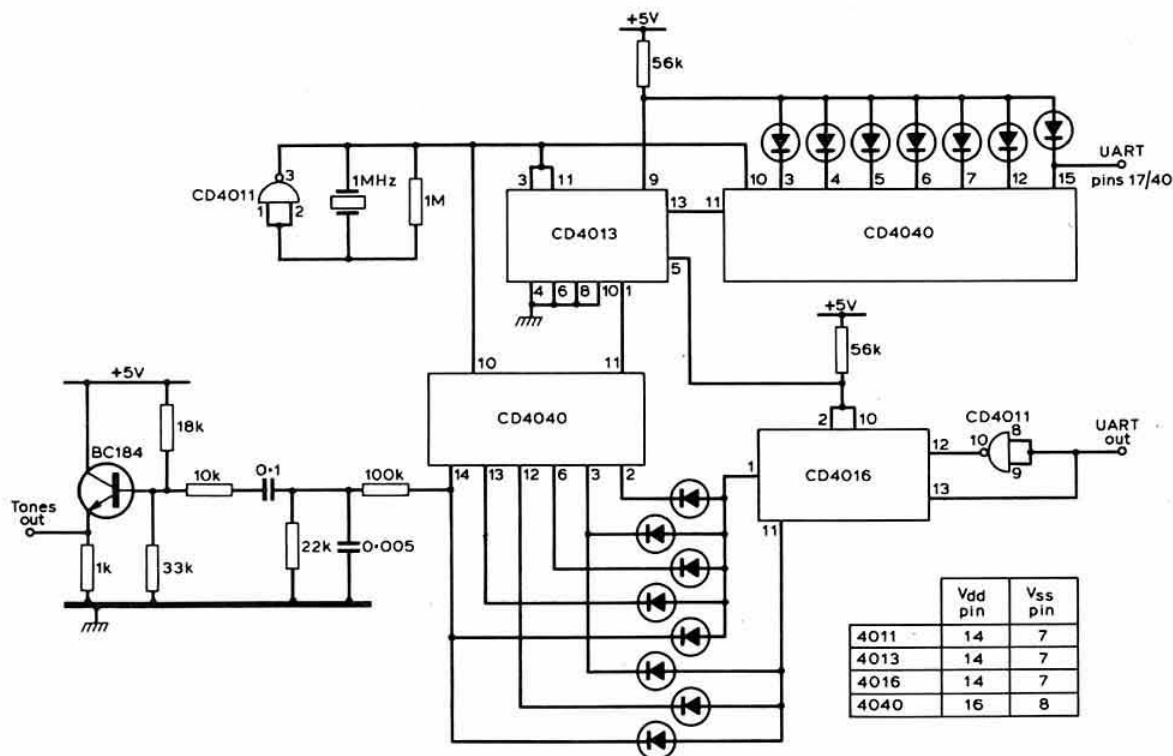 +5V
56k
UART
pins 17/40
3
CD4011
1 2
1MHz
1M
3 11 9
13
CD4013
5
4 6 8 10 1
10 3 4 5 6 7 12 15
11
CD4040
+5V
56k
10 11
CD4040
14 13 12 6 3 2
2 10
1
CD4016
12
13
11
CD4011
10 8
9
UART
out
+5V
18k
BC184
10k
0·1
100k
Tones
out
1k
33k
22k
0·005
Vdd pin Vss pin
4011 14 7
4013 14 7
4016 14 7
4040 16 8